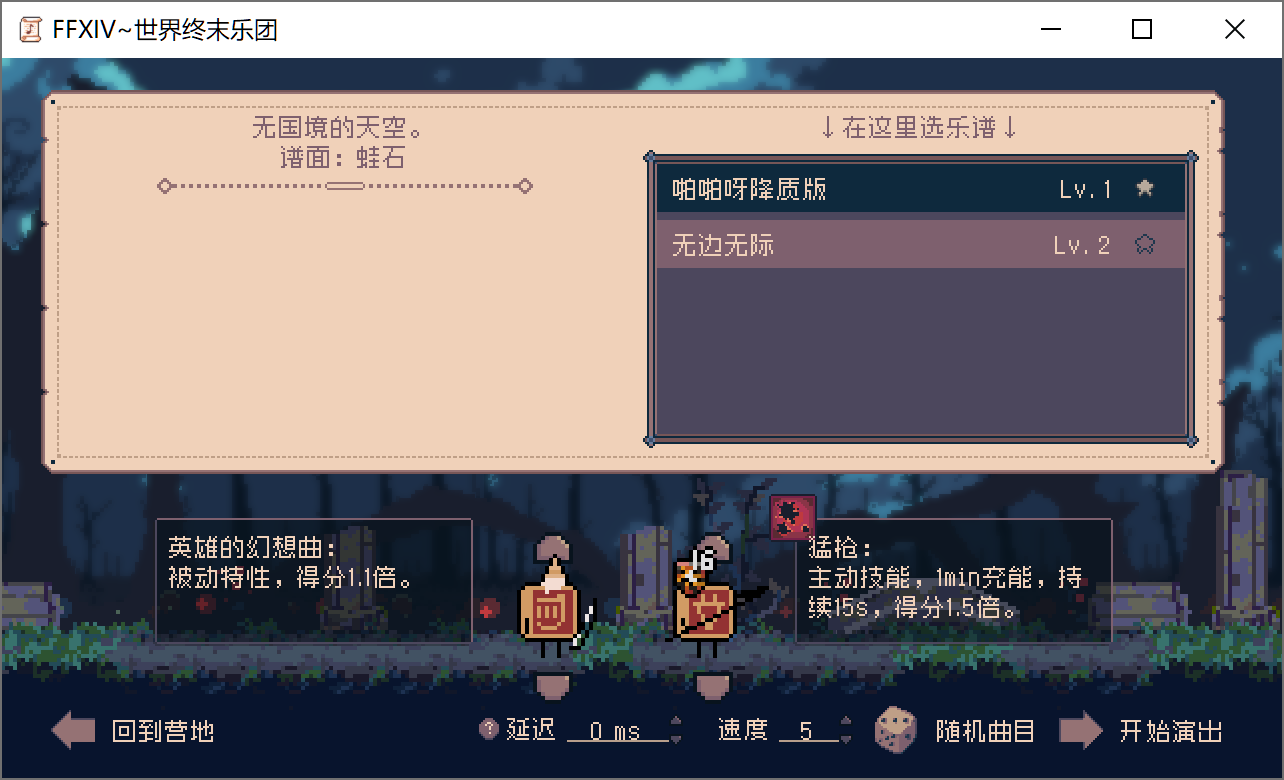 FFXIV~世界终末乐团
无国境的天空。
谱面：蛙石
↓在这里选乐谱↓
啪啪呀降质版 Lv.1
无边无际 Lv.2
英雄的幻想曲：
被动特性，得分1.1倍。
猛枪：
主动技能，1min充能，持
续15s，得分1.5倍。
回到营地
? 延迟 0 ms
速度 5
随机曲目
开始演出